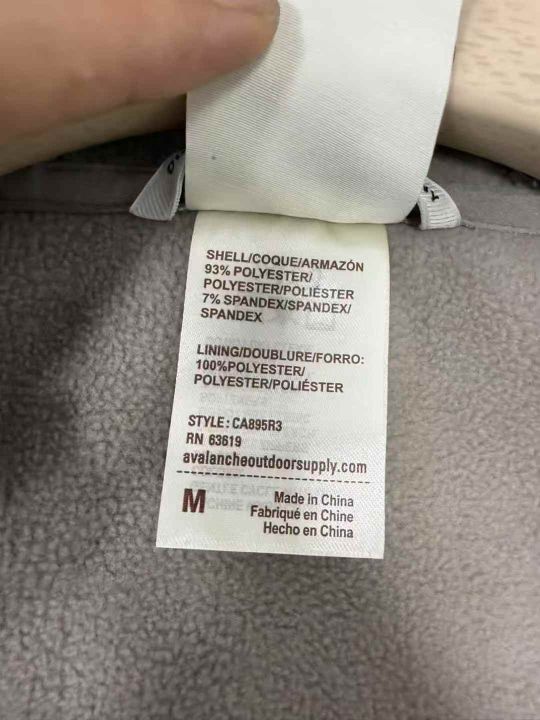 SHELL/COQUE/ARMAZÓN
93% POLYESTER/
POLYESTER/POLIÉSTER
7% SPANDEX/SPANDEX/
SPANDEX
LINING/DOUBLURE/FORRO:
100%POLYESTER/
POLYESTER/POLIÉSTER
STYLE: CA895R3
RN 63619
avalancheoutdoorsupply.com
M
Made in China
Fabriqué en Chine
Hecho en China